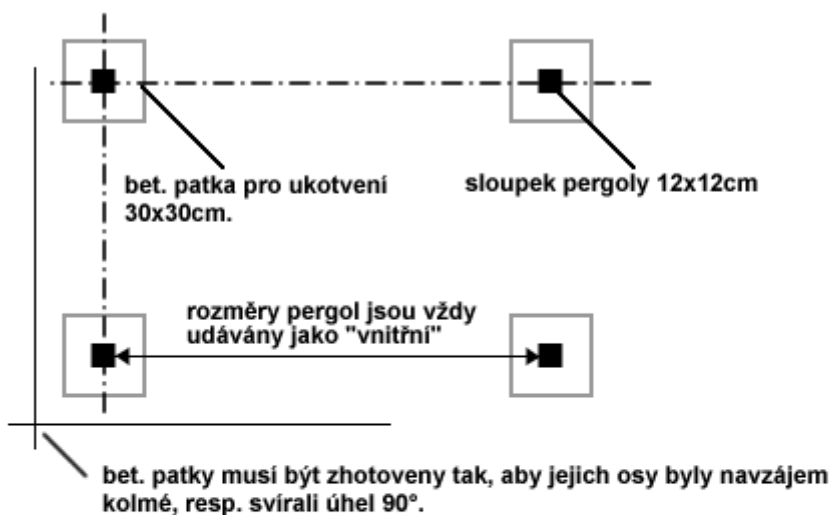 bet. patka pro ukotvení
30x30cm.
sloupek pergoly 12x12cm
rozměry pergol jsou vždy
udávány jako "vnitřní"
bet. patky musí být zhotoveny tak, aby jejich osy byly navzájem
kolmé, resp. svírali úhel 90°.